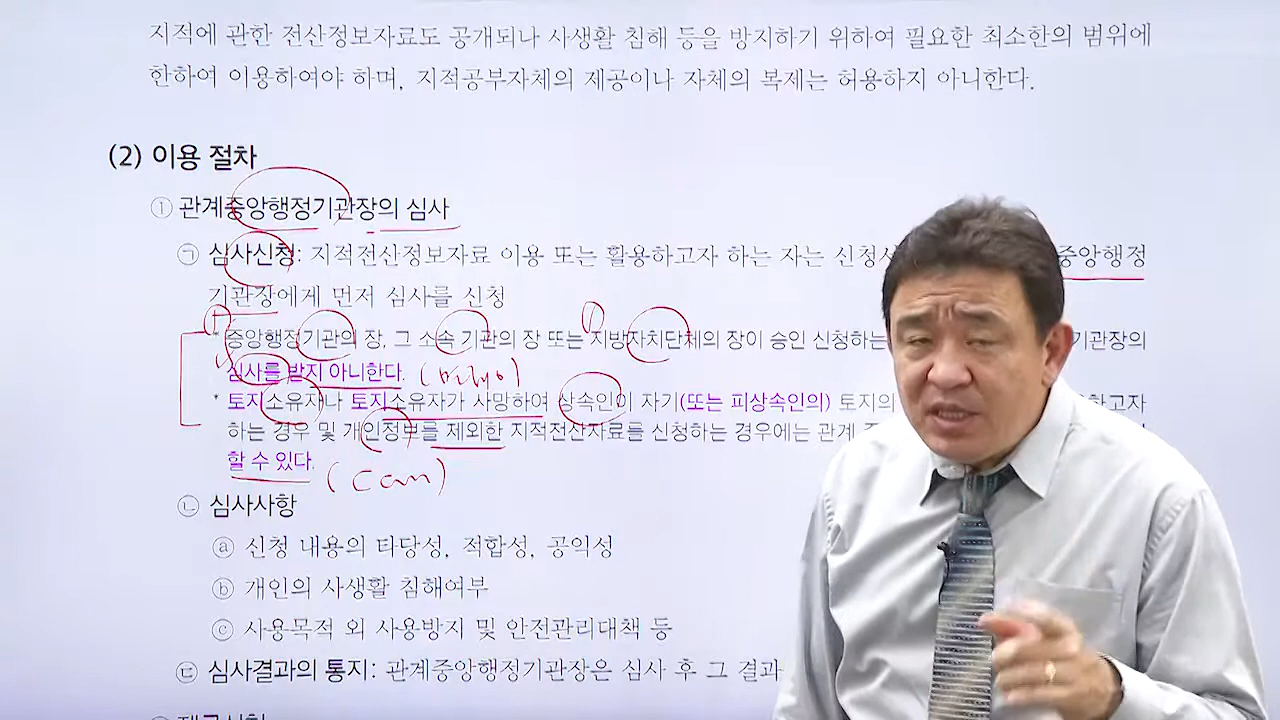 지적에 관한 전산정보자료도 공개되나 사생활 침해 등을 방지하기 위하여 필요한 최소한의 범위에
한하여 이용하여야 하며, 지적공부자체의 제공이나 자체의 복제는 허용하지 아니한다.
(2) 이용 절차
① 관계중앙행정기관장의 심사
㉠ 심사신청: 지적전산정보자료 이용 또는 활용하고자 하는 자는 중앙행정
기관장에게 먼저 심사를 신청
* 중앙행정기관의 장, 그 소속 기관의 장 또는 지방자치단체의 장이 승인 신청하는 기관장의
심사를 받지 아니한다.
* 토지소유자나 토지소유자가 사망하여 상속인이 자기(또는 피상속인의) 토지의
하는 경우 및 개인정보를 제외한 지적전산자료를 신청하는 경우에는 관계
할 수 있다. (can)
㉡ 심사사항
ⓐ 신청 내용의 타당성, 적합성, 공익성
ⓑ 개인의 사생활 침해여부
ⓒ 사용목적 외 사용방지 및 안전관리대책 등
㉢ 심사결과의 통지: 관계중앙행정기관장은 심사 후 그 결과